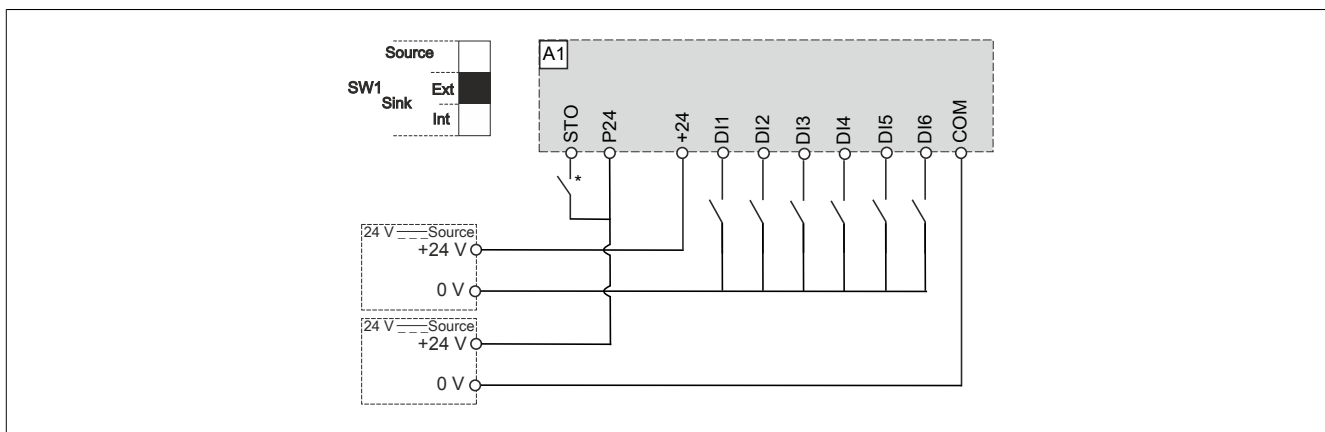 Source
SW1
Ext
Sink
Int
A1
STO
P24
+24
DI1
DI2
DI3
DI4
DI5
DI6
COM
*
24 V Source
+24 V
0 V
24 V Source
+24 V
0 V